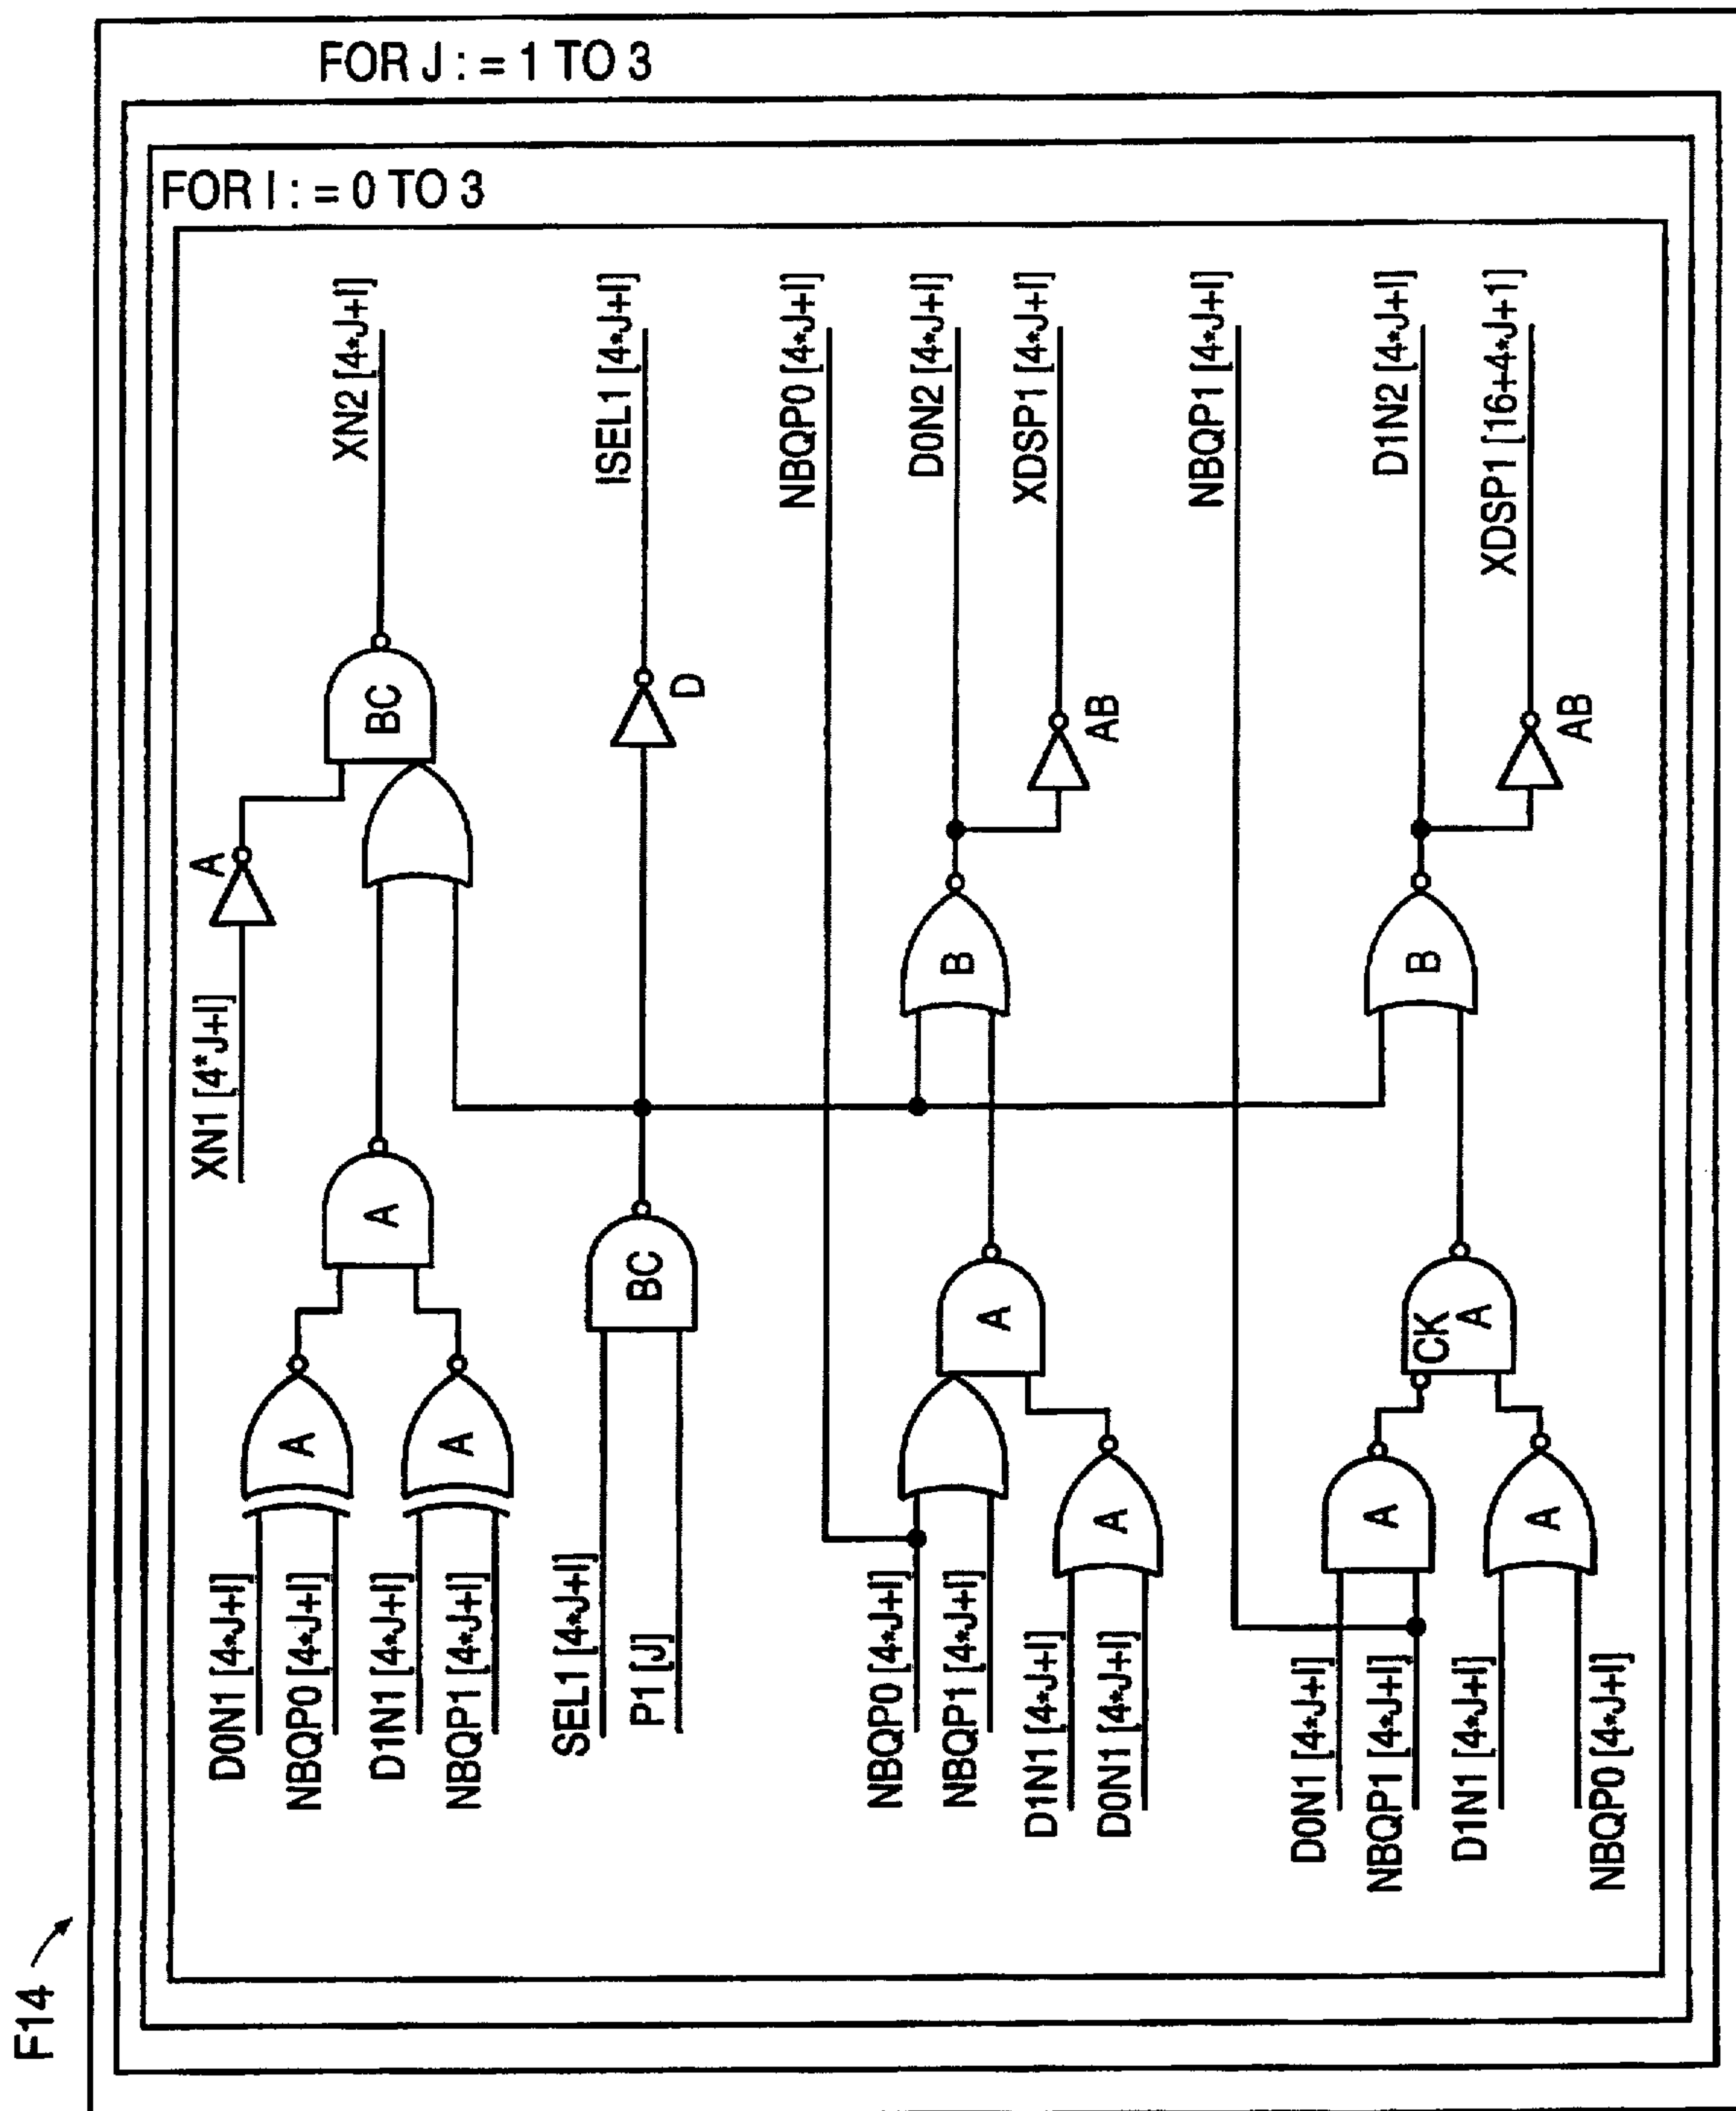 F14
FOR J : = 1 TO 3
FOR I : = 0 TO 3
XN1 [4*J+I]
A
D0N1 [4*J+I]
NBQP0 [4*J+I]
A
D1N1 [4*J+I]
NBQP1 [4*J+I]
A
A
BC
XN2 [4*J+I]
SEL1 [4*J+I]
P1 [J]
BC
D
ISEL1 [4*J+I]
NBQP0 [4*J+I]
NBQP0 [4*J+I]
NBQP1 [4*J+I]
D1N1 [4*J+I]
D0N1 [4*J+I]
A
A
B
D0N2 [4*J+I]
AB
XDSP1 [4*J+I]
NBQP1 [4*J+I]
D0N1 [4*J+I]
NBQP1 [4*J+I]
A
D1N1 [4*J+I]
NBQP0 [4*J+I]
A
CK
A
B
D1N2 [4*J+I]
AB
XDSP1 [16+4*J+1]